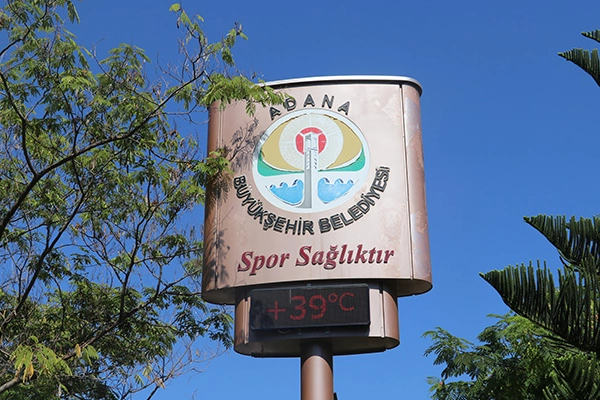 ADANA
BÜYÜKŞEHİR BELEDİYESİ
Spor Sağlıktır
+39°C